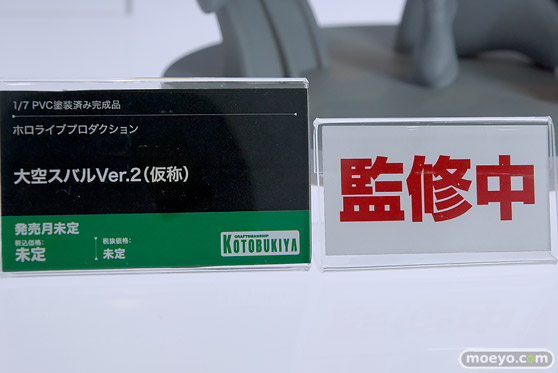 1/7 PVC塗装済み完成品
ホロライブプロダクション
大空スバルVer.2(仮称)
発売月未定
税込価格:
未定
税抜価格:
未定
CRAFTSMANSHIP
KOTOBUKIYA
監修中
moeyo.com